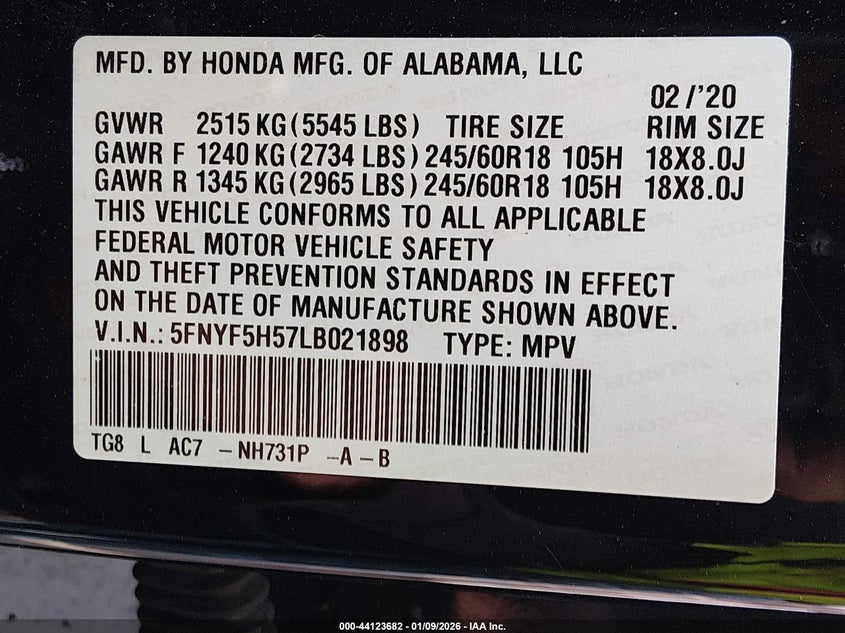 MFD. BY HONDA MFG. OF ALABAMA, LLC
02/'20
GVWR 2515 KG (5545 LBS) TIRE SIZE RIM SIZE
GAWR F 1240 KG (2734 LBS) 245/60R18 105H 18X8.0J
GAWR R 1345 KG (2965 LBS) 245/60R18 105H 18X8.0J
THIS VEHICLE CONFORMS TO ALL APPLICABLE
FEDERAL MOTOR VEHICLE SAFETY
AND THEFT PREVENTION STANDARDS IN EFFECT
ON THE DATE OF MANUFACTURE SHOWN ABOVE.
V.I.N.: 5FNYF5H57LB021898 TYPE: MPV
TG8 L AC7 -NH731P -A-B
000-44123682 - 01/09/2026 - IAA Inc.